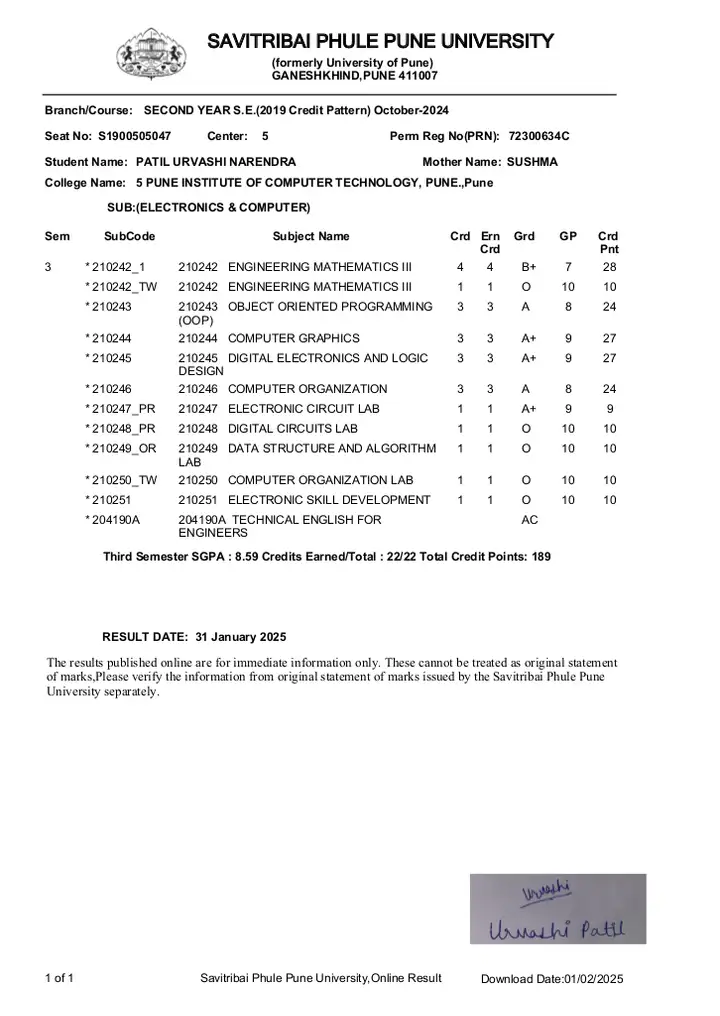 SAVITRIBAI PHULE PUNE UNIVERSITY
(formerly University of Pune)
GANESHKHIND,PUNE 411007
Branch/Course: SECOND YEAR S.E.(2019 Credit Pattern) October-2024
Seat No: S1900505047 Center: 5 Perm Reg No(PRN): 72300634C
Student Name: PATIL URVASHI NARENDRA Mother Name: SUSHMA
College Name: 5 PUNE INSTITUTE OF COMPUTER TECHNOLOGY, PUNE.,Pune
SUB:(ELECTRONICS & COMPUTER)
Sem SubCode Subject Name Crd Ern Grd GP Crd
Crd Pnt
3 * 210242_1 210242 ENGINEERING MATHEMATICS III 4 4 B+ 7 28
* 210242_TW 210242 ENGINEERING MATHEMATICS III 1 1 O 10 10
* 210243 210243 OBJECT ORIENTED PROGRAMMING 3 3 A 8 24
(OOP)
* 210244 210244 COMPUTER GRAPHICS 3 3 A+ 9 27
* 210245 210245 DIGITAL ELECTRONICS AND LOGIC 3 3 A+ 9 27
DESIGN
* 210246 210246 COMPUTER ORGANIZATION 3 3 A 8 24
* 210247_PR 210247 ELECTRONIC CIRCUIT LAB 1 1 A+ 9 9
* 210248_PR 210248 DIGITAL CIRCUITS LAB 1 1 O 10 10
* 210249_OR 210249 DATA STRUCTURE AND ALGORITHM 1 1 O 10 10
LAB
* 210250_TW 210250 COMPUTER ORGANIZATION LAB 1 1 O 10 10
* 210251 210251 ELECTRONIC SKILL DEVELOPMENT 1 1 O 10 10
* 204190A 204190A TECHNICAL ENGLISH FOR AC
ENGINEERS
Third Semester SGPA : 8.59 Credits Earned/Total : 22/22 Total Credit Points: 189
RESULT DATE: 31 January 2025
The results published online are for immediate information only. These cannot be treated as original statement
of marks,Please verify the information from original statement of marks issued by the Savitribai Phule Pune
University separately.
Urvashi
Urvashi Patil
1 of 1 Savitribai Phule Pune University,Online Result Download Date:01/02/2025